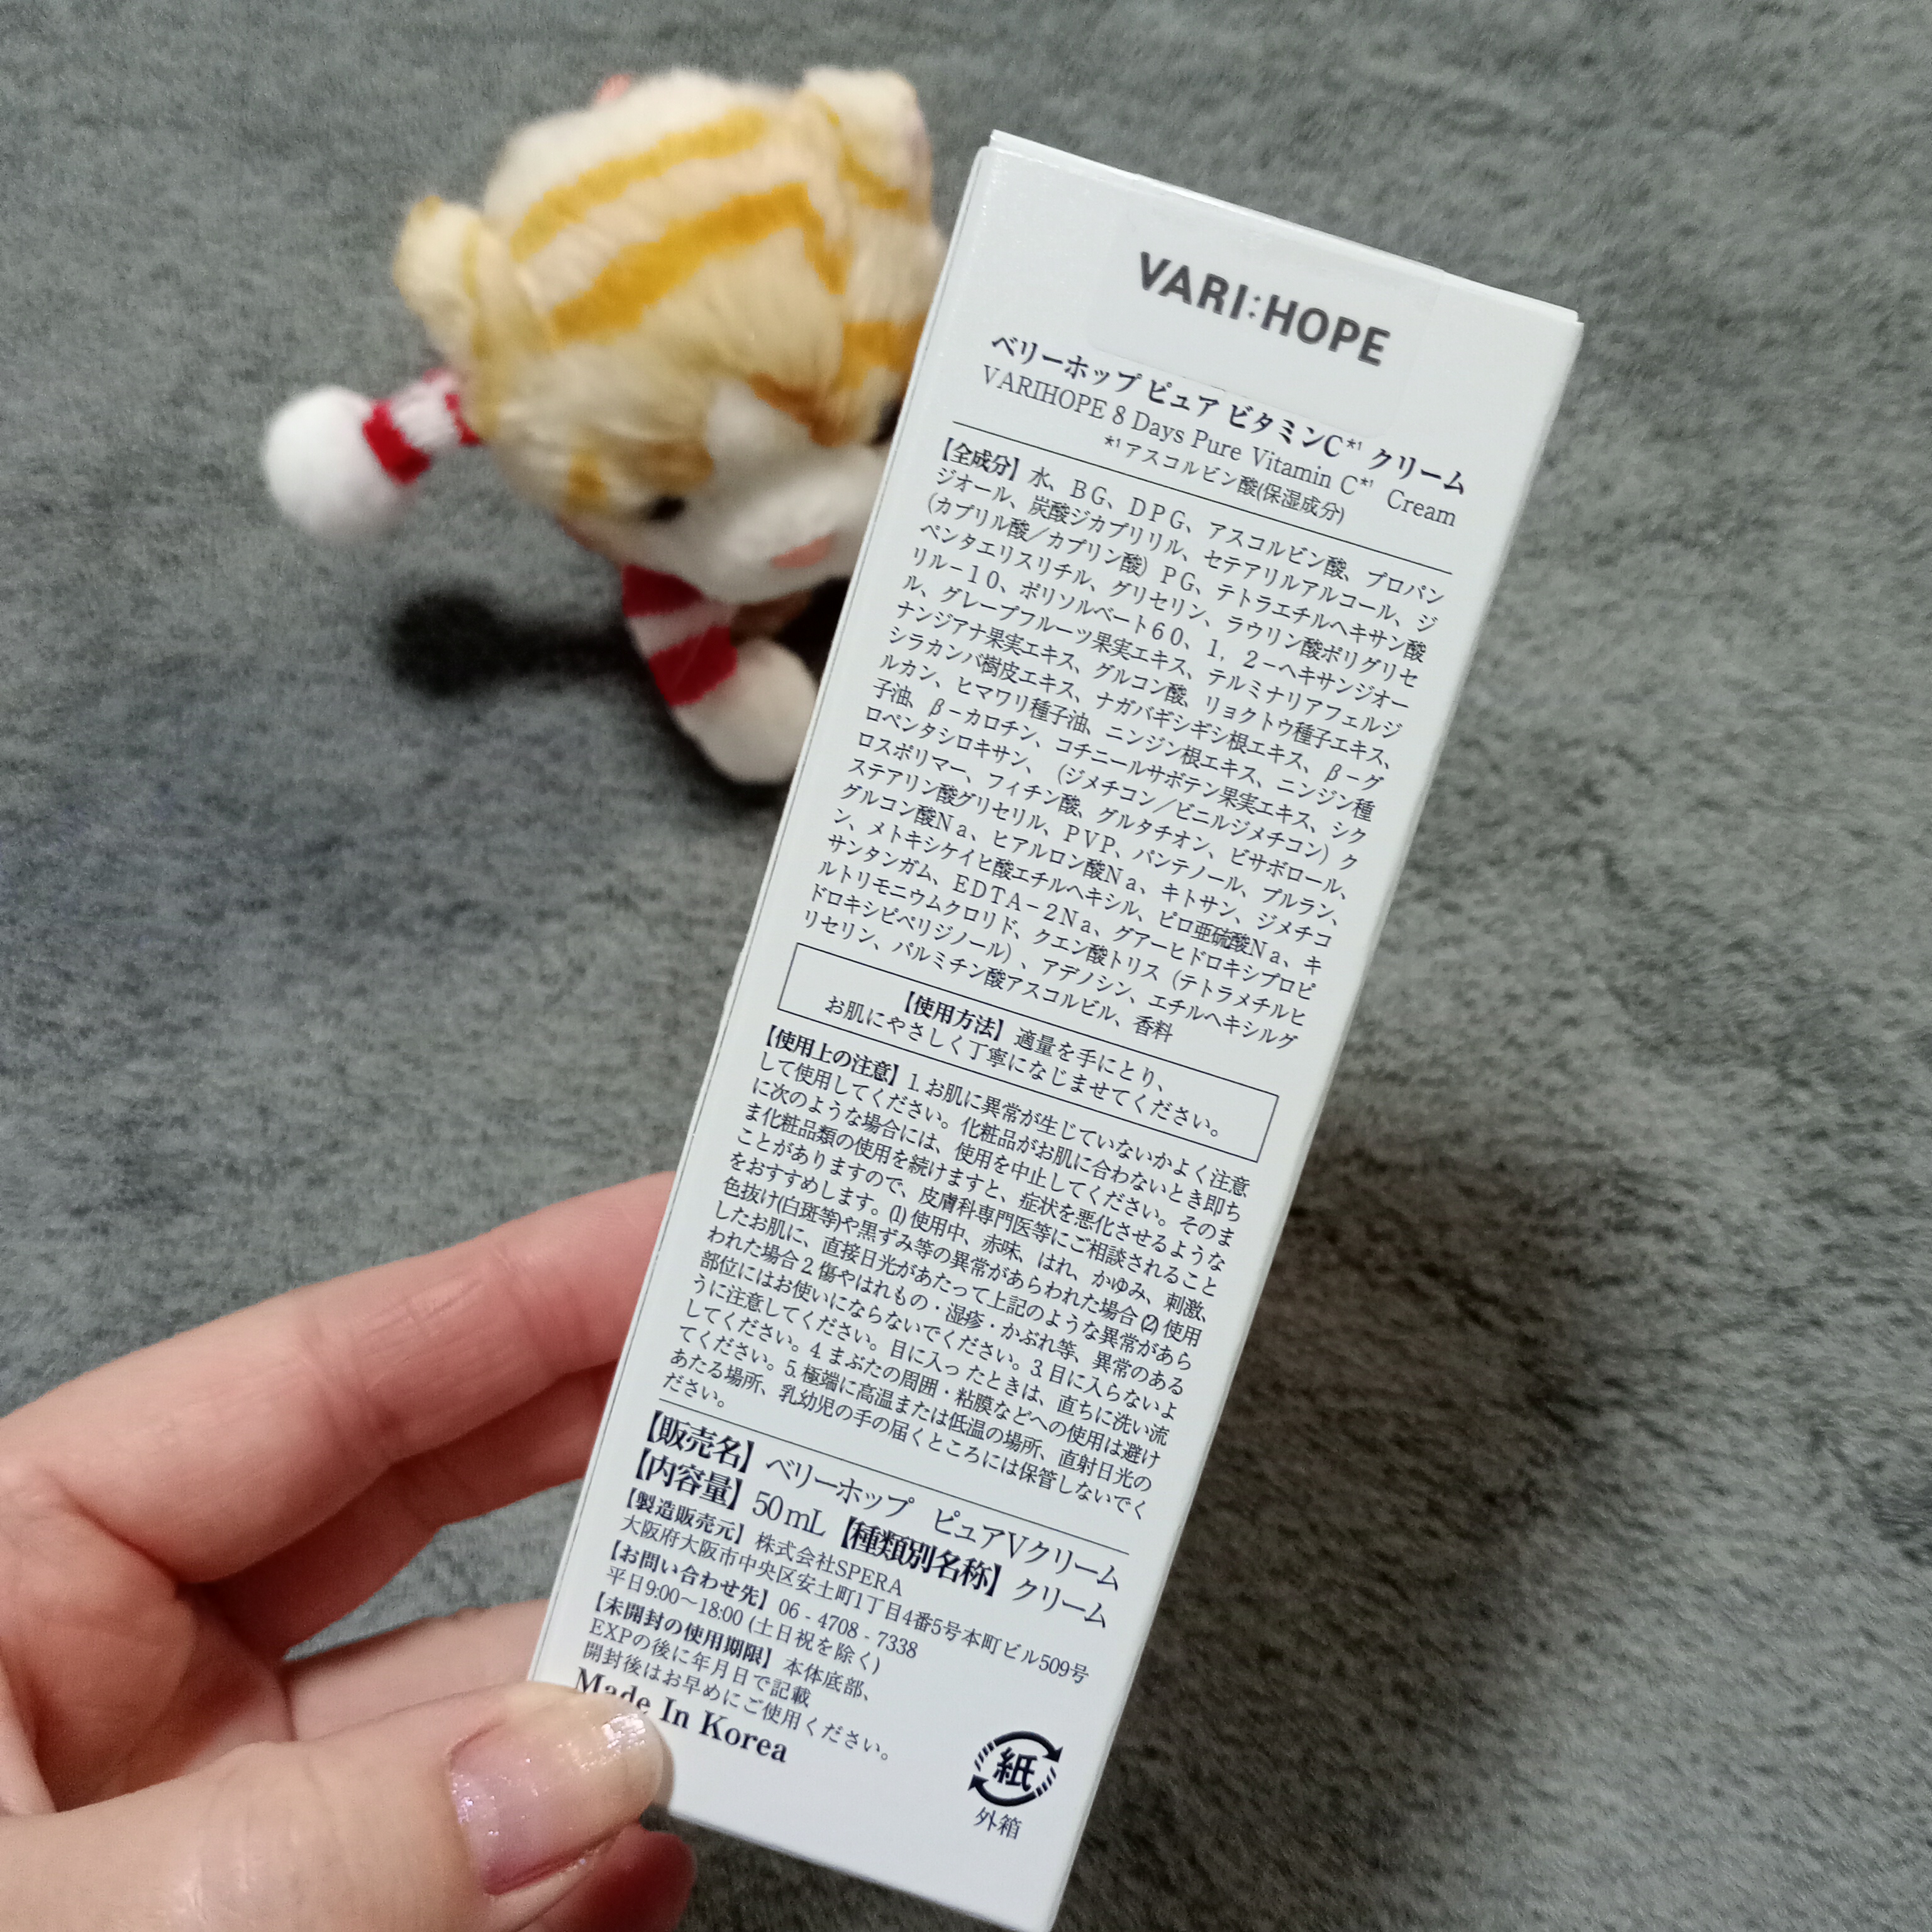 VARI:HOPE
ベリーホップ ピュア ビタミンC*¹ クリーム
VARIHOPE 8 Days Pure Vitamin C*¹ Cream
*¹アスコルビン酸(保湿成分)
【全成分】水、BG、DPG、アスコルビン酸、プロパン
ジオール、炭酸ジカプリリル、セテアリルアルコール、ジ
(カプリル酸／カプリン酸)PG、テトラエチルヘキサン酸
ペンタエリスリチル、グリセリン、ラウリン酸ポリグリセ
リル－10、ポリソルベート60、1，2－ヘキサンジオー
ル、グレープフルーツ果実エキス、テルミナリアフェルジ
ナンジアナ果実エキス、グルコン酸、リョクトウ種子エキス、
シラカンバ樹皮エキス、ナガバギシギシ根エキス、β－グ
ルカン、ヒマワリ種子油、ニンジン根エキス、ニンジン種
子油、β－カロチン、コチニールサボテン果実エキス、シク
ロペンタシロキサン、(ジメチコン／ビニルジメチコン)ク
ロスポリマー、フィチン酸、グルタチオン、ビサボロール、
ステアリン酸グリセリル、PVP、パンテノール、プルラン、
グルコン酸Na、ヒアルロン酸Na、キトサン、ジメチコ
ン、メトキシケイヒ酸エチルヘキシル、ピロ亜硫酸Na、キ
サンタンガム、EDTA－2Na、グアーヒドロキシプロピ
ルトリモニウムクロリド、クエン酸トリス(テトラメチルヒ
ドロキシピペリジノール)、アデノシン、エチルヘキシルグ
リセリン、パルミチン酸アスコルビル、香料
【使用方法】適量を手にとり、
お肌にやさしく丁寧になじませてください。
【使用上の注意】1.お肌に異常が生じていないかよく注意
して使用してください。化粧品がお肌に合わないとき即ち
に次のような場合には、使用を中止してください。そのま
ま化粧品類の使用を続けますと、症状を悪化させるような
ことがありますので、皮膚科専門医等にご相談されること
をおすすめします。(1)使用中、赤味、はれ、かゆみ、刺激、
色抜け(白斑等)や黒ずみ等の異常があらわれた場合(2)使用
したお肌に、直接日光があたって上記のような異常があら
われた場合2.傷やはれもの・湿疹・かぶれ等、異常のある
部位にはお使いにならないでください。3.目に入らないよ
うに注意してください。目に入ったときは、直ちに洗い流
してください。4.まぶたの周囲・粘膜などへの使用は避け
てください。5.極端に高温または低温の場所、直射日光の
あたる場所、乳幼児の手の届くところには保管しないでく
ださい。
【販売名】ベリーホップ ピュアVクリーム
【内容量】50mL【種類別名称】クリーム
【製造販売元】株式会社SPERA
大阪府大阪市中央区安土町1丁目4番5号本町ビル509号
【お問い合わせ先】06-4708-7338
平日9:00～18:00(土日祝を除く)
【未開封の使用期限】本体底部、
EXPの後に年月日で記載
開封後はお早めにご使用ください。
Made In Korea
紙
外箱